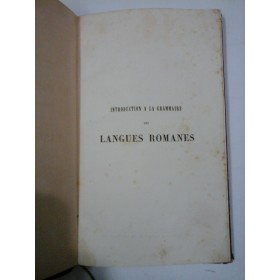 INTRODUCTION A LA GRAMMAIRE
DES
LANGUES ROMANES